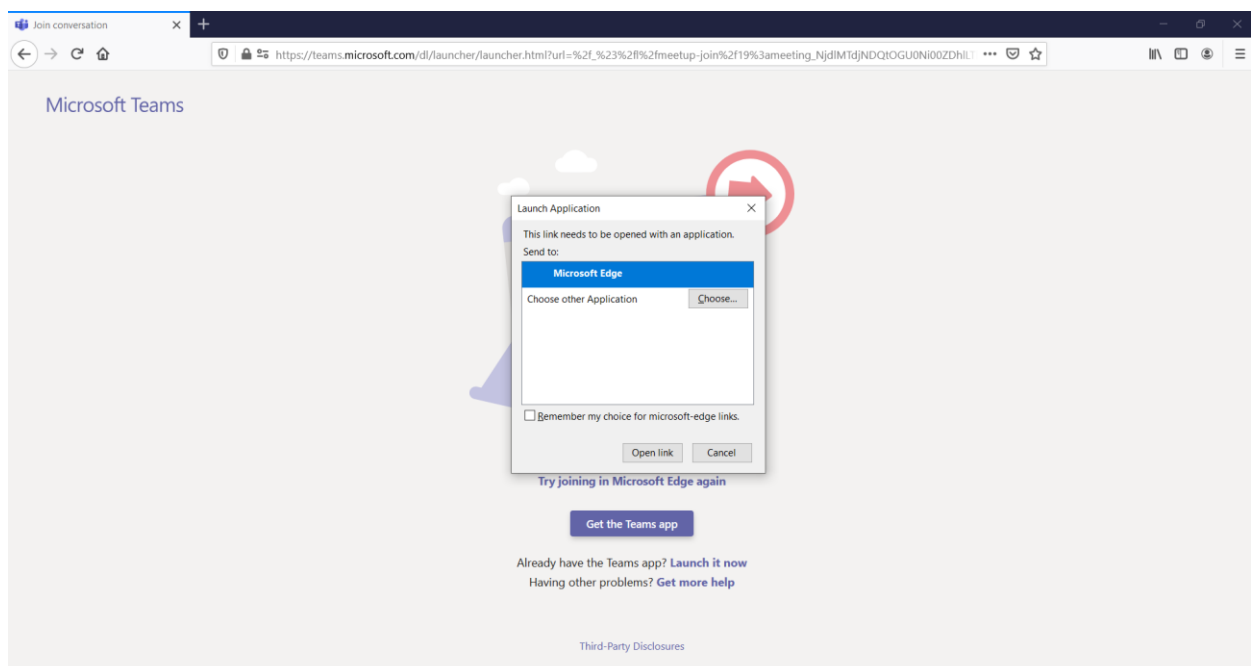 Join conversation
https://teams.microsoft.com/dl/launcher/launcher.html?url=%2f_%23%2fl%2fmeetup-join%2f19%3ameeting_NjdlMTdjNDQtOGU0Ni00ZDhlL
Microsoft Teams
Launch Application
This link needs to be opened with an application.
Send to:
Microsoft Edge
Choose other Application Choose...
Remember my choice for microsoft-edge links.
Open link Cancel
Try joining in Microsoft Edge again
Get the Teams app
Already have the Teams app? Launch it now
Having other problems? Get more help
Third-Party Disclosures